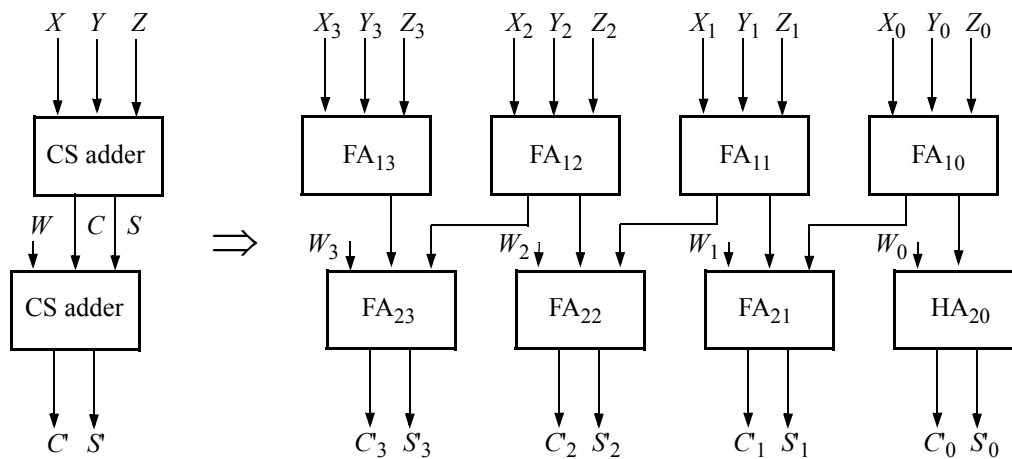 X Y Z X₃ Y₃ Z₃ X₂ Y₂ Z₂ X₁ Y₁ Z₁ X₀ Y₀ Z₀
CS adder FA₁₃ FA₁₂ FA₁₁ FA₁₀
W C S ⇒ W₃ W₂ W₁ W₀
CS adder FA₂₃ FA₂₂ FA₂₁ HA₂₀
C' S' C'₃ S'₃ C'₂ S'₂ C'₁ S'₁ C'₀ S'₀